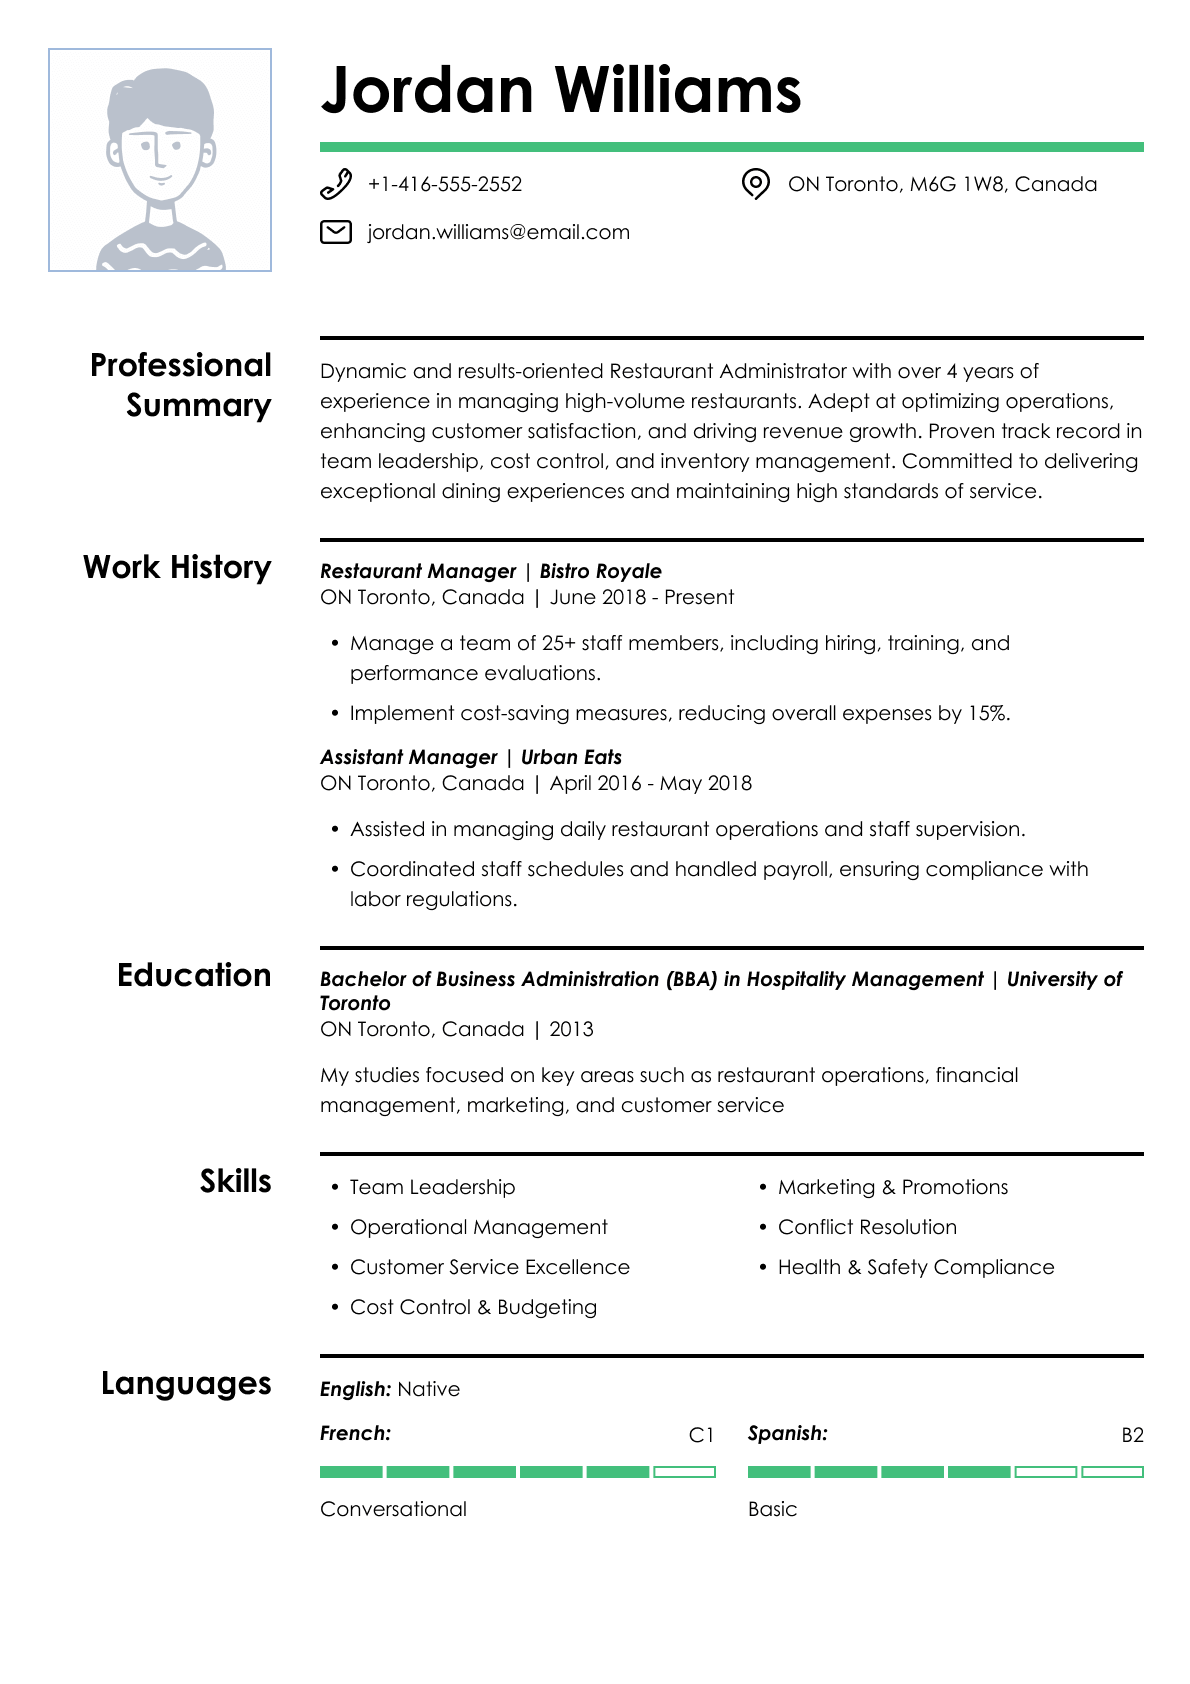 Jordan Williams
+1-416-555-2552
ON Toronto, M6G 1W8, Canada
jordan.williams@email.com
Professional
Summary
Dynamic and results-oriented Restaurant Administrator with over 4 years of
experience in managing high-volume restaurants. Adept at optimizing operations,
enhancing customer satisfaction, and driving revenue growth. Proven track record in
team leadership, cost control, and inventory management. Committed to delivering
exceptional dining experiences and maintaining high standards of service.
Work History
Restaurant Manager | Bistro Royale
ON Toronto, Canada | June 2018 - Present
• Manage a team of 25+ staff members, including hiring, training, and
performance evaluations.
• Implement cost-saving measures, reducing overall expenses by 15%.
Assistant Manager | Urban Eats
ON Toronto, Canada | April 2016 - May 2018
• Assisted in managing daily restaurant operations and staff supervision.
• Coordinated staff schedules and handled payroll, ensuring compliance with
labor regulations.
Education
Bachelor of Business Administration (BBA) in Hospitality Management | University of
Toronto
ON Toronto, Canada | 2013
My studies focused on key areas such as restaurant operations, financial
management, marketing, and customer service
Skills
• Team Leadership
• Operational Management
• Customer Service Excellence
• Cost Control & Budgeting
• Marketing & Promotions
• Conflict Resolution
• Health & Safety Compliance
Languages
English: Native
French: C1
Conversational
Spanish: B2
Basic